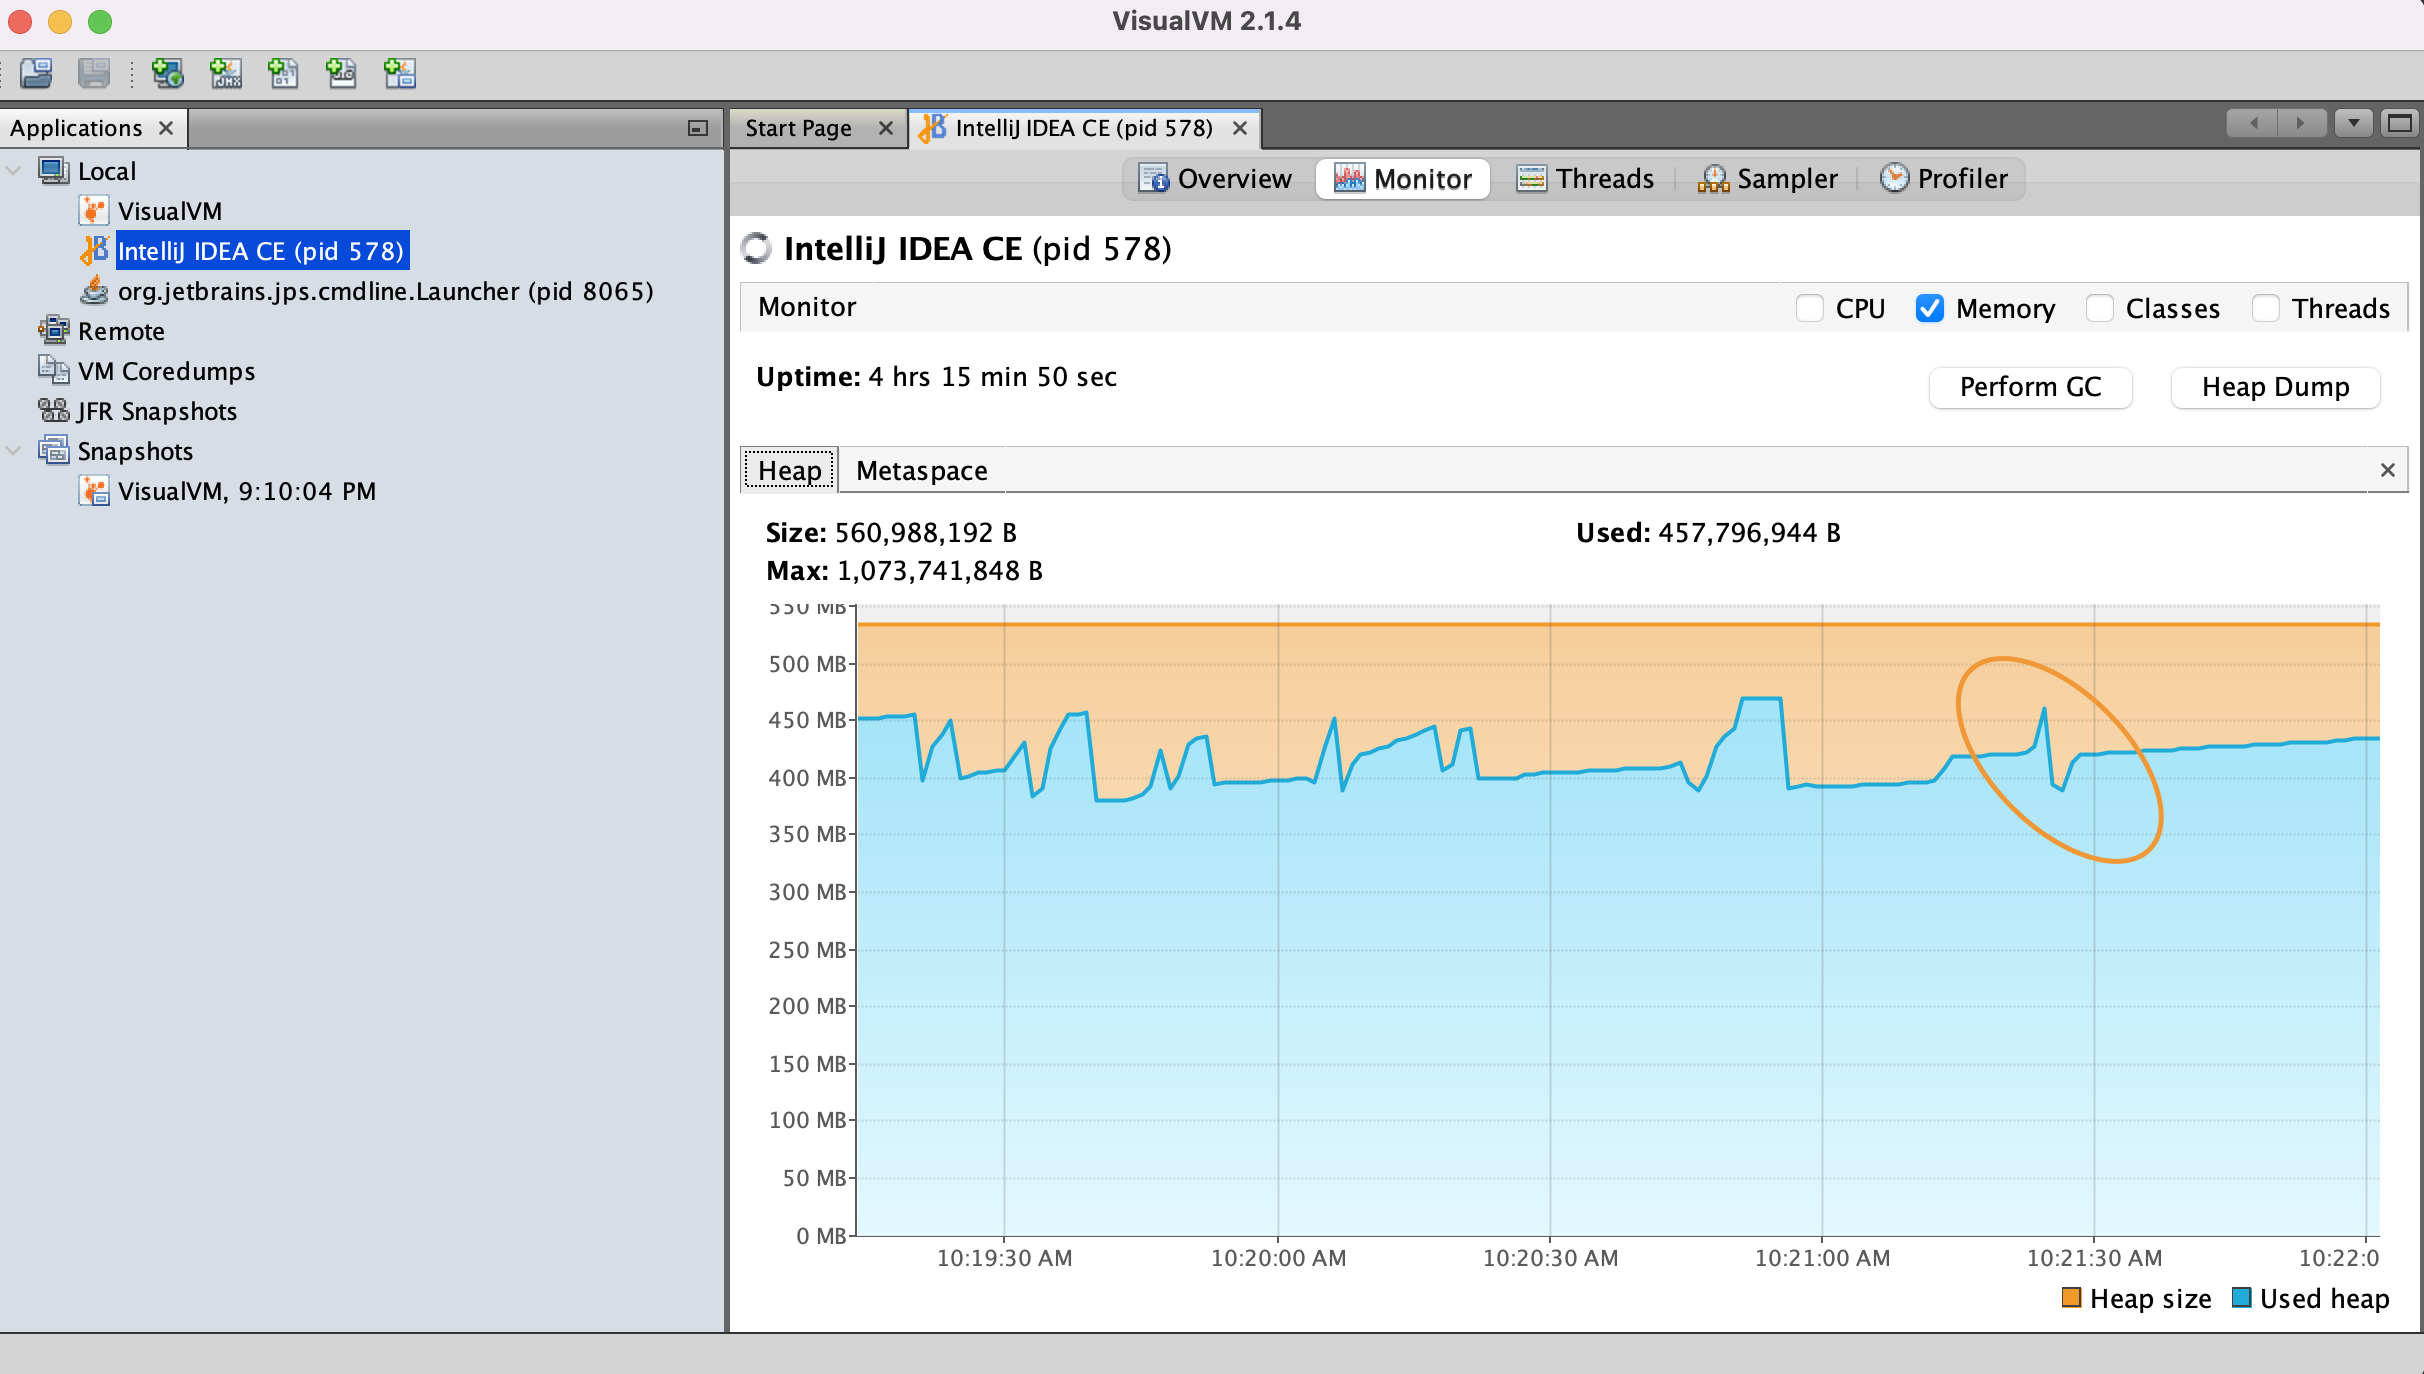 VisualVM 2.1.4
Applications
Start Page
IntelliJ IDEA CE (pid 578)
Local
VisualVM
IntelliJ IDEA CE (pid 578)
org.jetbrains.jps.cmdline.Launcher (pid 8065)
Remote
VM Coredumps
JFR Snapshots
Snapshots
VisualVM, 9:10:04 PM
Overview
Monitor
Threads
Sampler
Profiler
IntelliJ IDEA CE (pid 578)
Monitor
CPU
Memory
Classes
Threads
Uptime: 4 hrs 15 min 50 sec
Perform GC
Heap Dump
Heap
Metaspace
Size: 560,988,192 B
Used: 457,796,944 B
Max: 1,073,741,848 B
550 MB
500 MB
450 MB
400 MB
350 MB
300 MB
250 MB
200 MB
150 MB
100 MB
50 MB
0 MB
10:19:30 AM
10:20:00 AM
10:20:30 AM
10:21:00 AM
10:21:30 AM
10:22:0
Heap size
Used heap